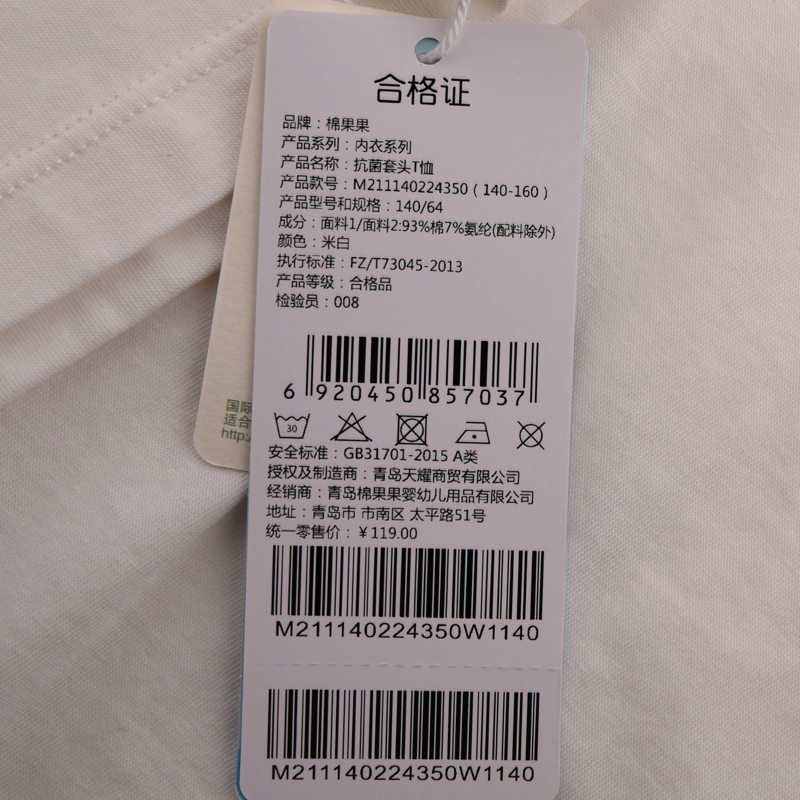 合格证
品牌：棉果果
产品系列：内衣系列
产品名称：抗菌套头T恤
产品款号：M211140224350（140-160）
产品型号和规格：140/64
成分：面料1/面料2:93%棉7%氨纶(配料除外)
颜色：米白
执行标准：FZ/T73045-2013
产品等级：合格品
检验员：008
6 920450 857037
30
国际
适合
http:
安全标准：GB31701-2015 A类
授权及制造商：青岛天耀商贸有限公司
经销商：青岛棉果果婴幼儿用品有限公司
地址：青岛市 市南区 太平路51号
统一零售价：￥119.00
M211140224350W1140
M211140224350W1140